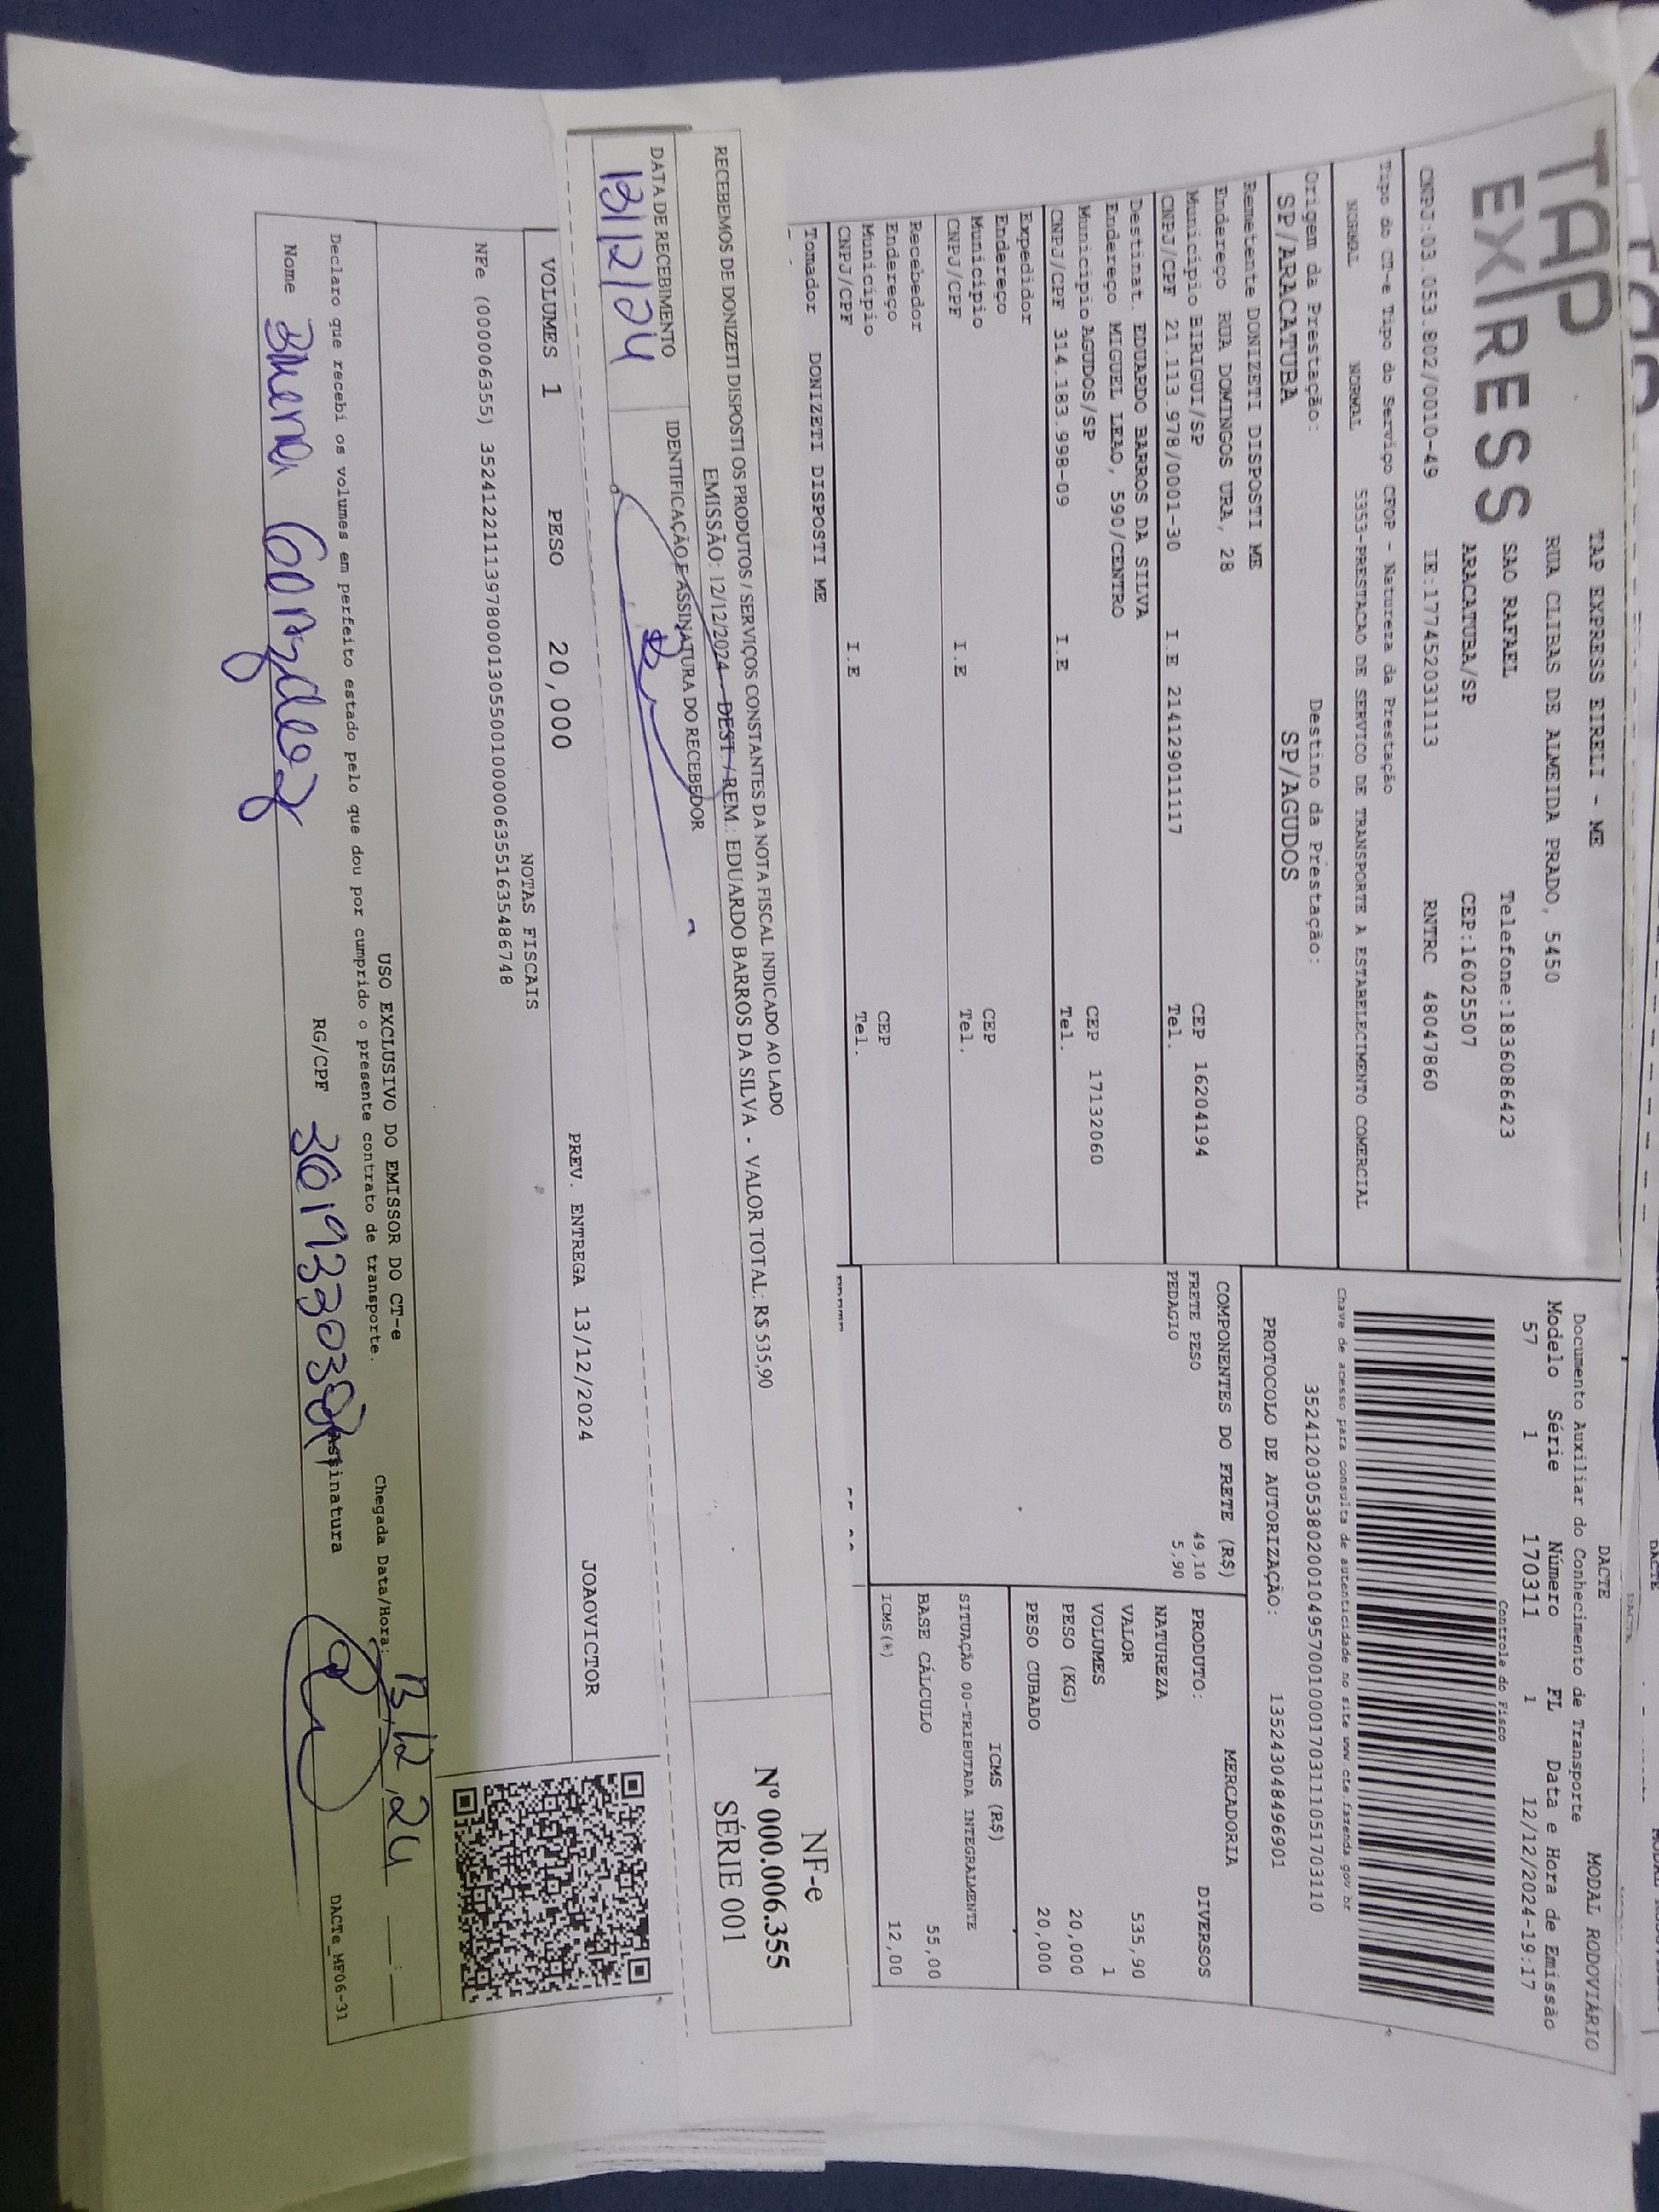 TAP
EXPRESS
TAP EXPRESS EIRELI - ME
RUA CLIBAS DE ALMEIDA PRADO, 5450
SAO RAFAEL Telefone:1836086423
ARACATUBA/SP CEP:16025507
CNPJ:03.053.802/0010-49 IE:177452031113 RNTRC 48047860
Tipo do CT-e Tipo do Serviço CFOP - Natureza da Prestação
NORMAL NORMAL 5353-PRESTACAO DE SERVICO DE TRANSPORTE A ESTABELECIMENTO COMERCIAL
Origem da Prestação: Destino da Prestação:
SP/ARACATUBA SP/AGUDOS
Remetente DONIZETI DISPOSTI ME
Endereço RUA DOMINGOS URA, 28
Município BIRIGUI/SP CEP 16204194
CNPJ/CPF 21.113.978/0001-30 I.E 214129011117 Tel.
Destinat. EDUARDO BARROS DA SILVA
Endereço MIGUEL LEAO, 590/CENTRO
Município AGUDOS/SP CEP 17132060
CNPJ/CPF 314.183.998-09 I.E Tel.
Expedidor
Endereço
Município CEP
CNPJ/CPF I.E Tel.
Recebedor
Endereço
Município CEP
CNPJ/CPF I.E Tel.
Tomador DONIZETI DISPOSTI ME
DACTE MODAL RODOVIÁRIO
Documento Auxiliar do Conhecimento de Transporte
Modelo Série Número FL Data e Hora de Emissão
57 1 170311 1 12/12/2024-19:17
Controle do Fisco
Chave de acesso para consulta de autenticidade no site www.cte.fazenda.gov.br
35241203053802001049570010001703111051703110
PROTOCOLO DE AUTORIZAÇÃO: 135243048496901
COMPONENTES DO FRETE (R$)
FRETE PESO 49,10
PEDAGIO 5,90
MERCADORIA
PRODUTO: DIVERSOS
NATUREZA
VALOR 535,90
VOLUMES 1
PESO (KG) 20,000
PESO CUBADO 20,000
ICMS (R$)
SITUAÇÃO 00-TRIBUTADA INTEGRALMENTE
BASE CÁLCULO 55,00
ICMS(%) 12,00
RECEBEMOS DE DONIZETI DISPOSTI OS PRODUTOS / SERVIÇOS CONSTANTES DA NOTA FISCAL INDICADO AO LADO
EMISSÃO: 12/12/2024 - DEST. / REM.: EDUARDO BARROS DA SILVA - VALOR TOTAL: R$ 535,90
DATA DE RECEBIMENTO IDENTIFICAÇÃO E ASSINATURA DO RECEBEDOR
13/12/24
NF-e
Nº 000.006.355
SÉRIE 001
VOLUMES 1 PESO 20,000 PREV. ENTREGA 13/12/2024 JOAOVICTOR
NOTAS FISCAIS
NFe (000006355) 35241221113978000130550010000063551635486748
USO EXCLUSIVO DO EMISSOR DO CT-e
Declaro que recebi os volumes em perfeito estado pelo que dou por cumprido o presente contrato de transporte. Chegada Data/Hora: 13/12/24 __:__
Nome Bruna Gonzalez RG/CPF Assinatura
DACTe_MF06-31